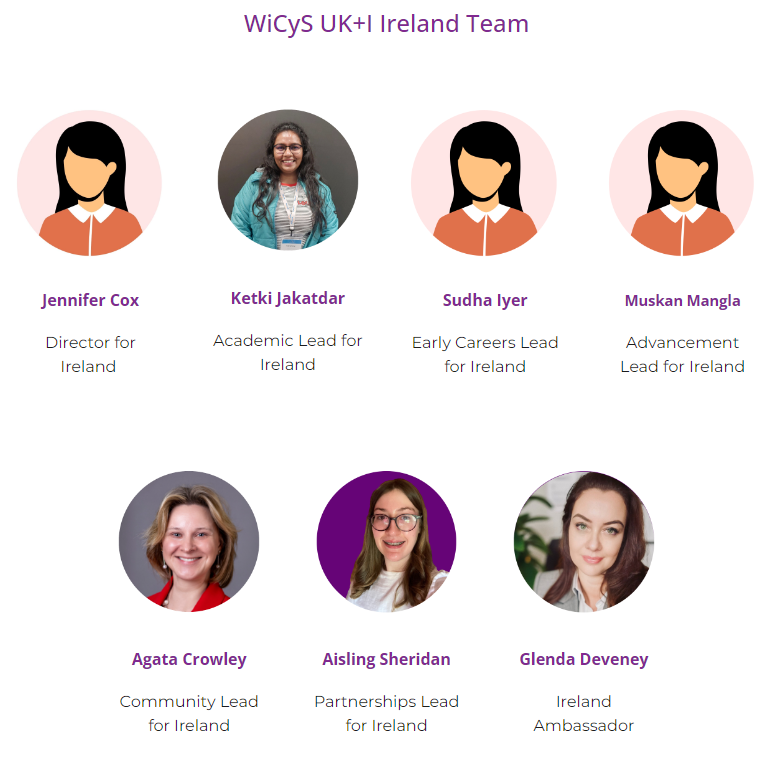 WiCyS UK+I Ireland Team
Jennifer Cox
Director for
Ireland
Ketki Jakatdar
Academic Lead for
Ireland
Sudha Iyer
Early Careers Lead
for Ireland
Muskan Mangla
Advancement
Lead for Ireland
Agata Crowley
Community Lead
for Ireland
Aisling Sheridan
Partnerships Lead
for Ireland
Glenda Deveney
Ireland
Ambassador